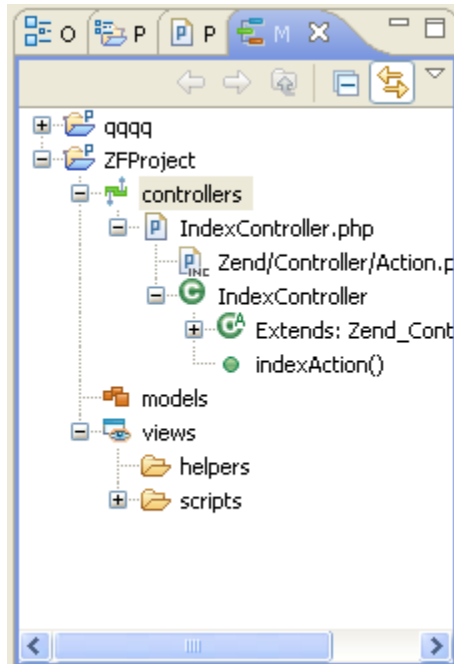 O P P M
qqqq
ZFProject
controllers
IndexController.php
Zend/Controller/Action.p
IndexController
Extends: Zend_Cont
indexAction()
models
views
helpers
scripts